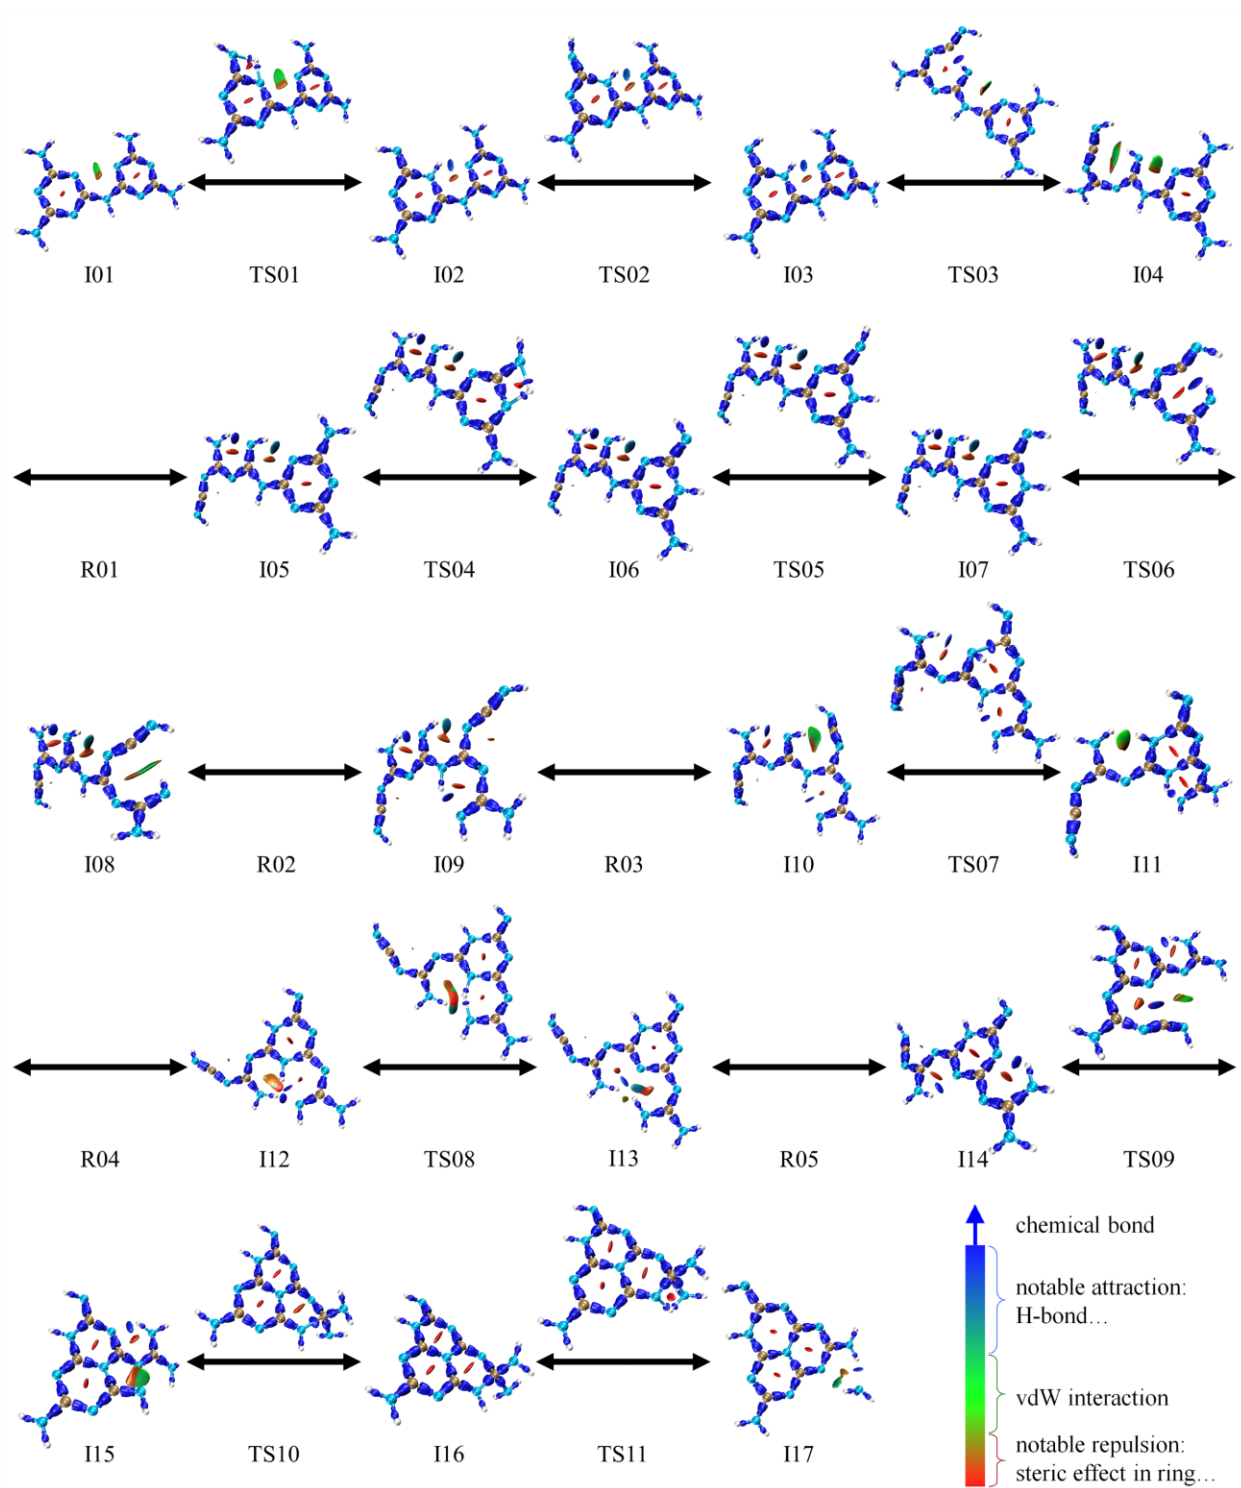 I01 TS01 I02 TS02 I03 TS03 I04
R01 I05 TS04 I06 TS05 I07 TS06
I08 R02 I09 R03 I10 TS07 I11
R04 I12 TS08 I13 R05 I14 TS09
chemical bond
notable attraction:
H-bond…
vdW interaction
notable repulsion:
steric effect in ring…
I15 TS10 I16 TS11 I17